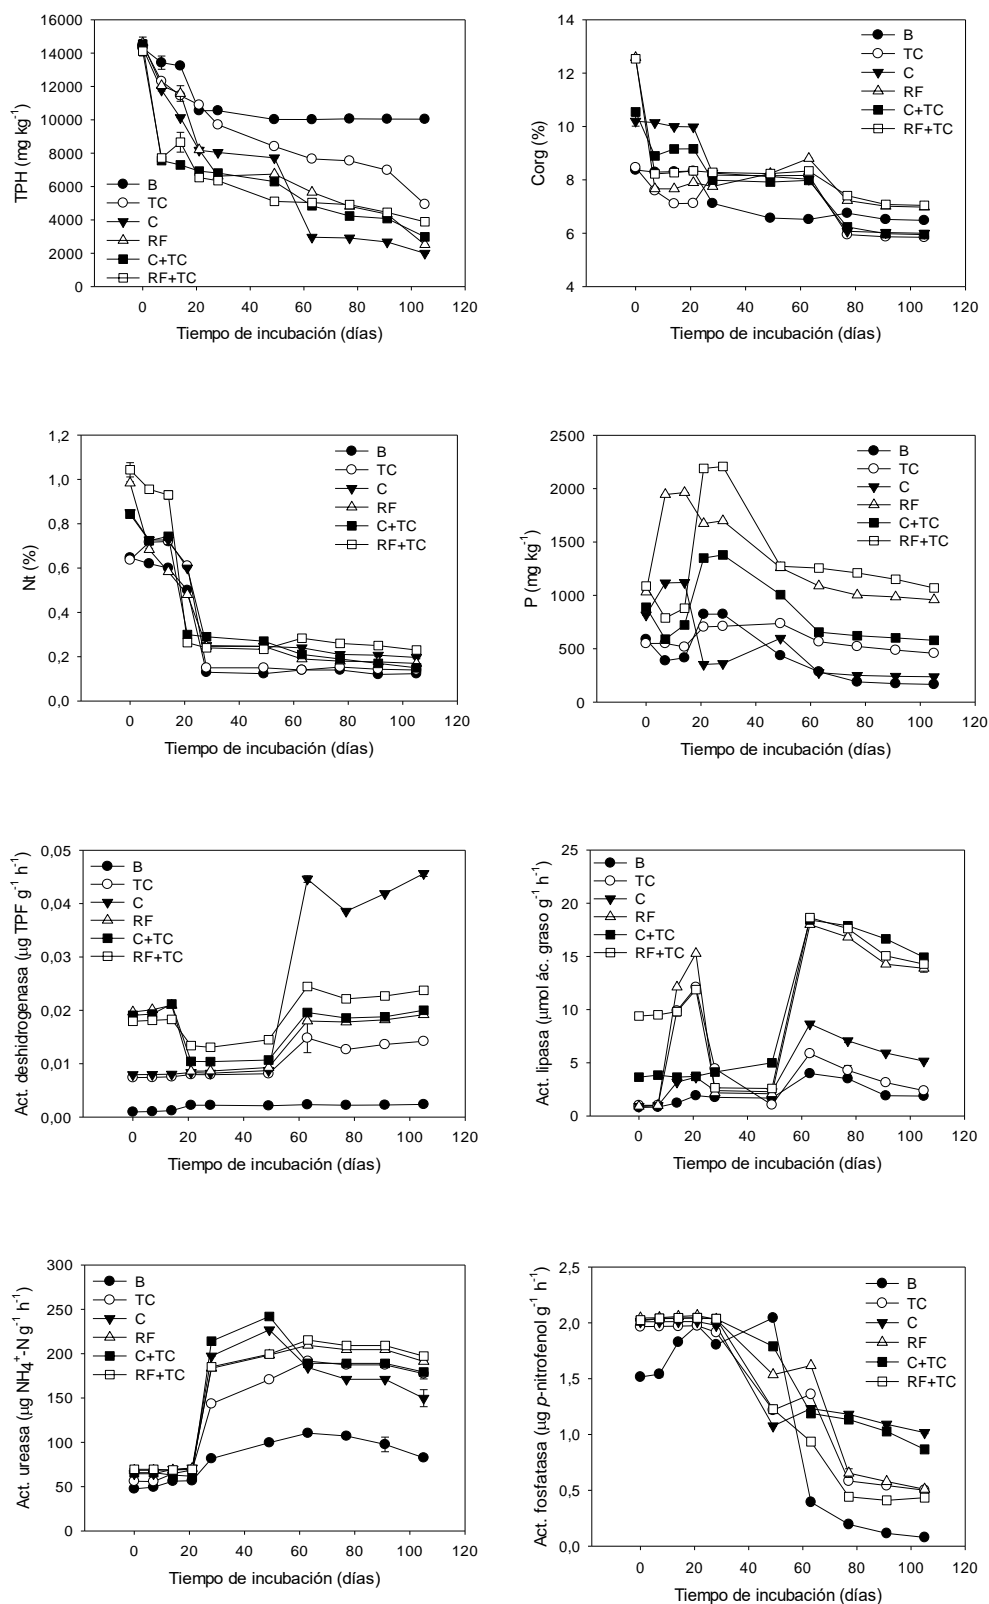 16000
14000
12000
10000
8000
6000
4000
2000
0
TPH (mg kg⁻¹)
B
TC
C
RF
C+TC
RF+TC
0 20 40 60 80 100 120
Tiempo de incubación (días)
14
12
10
8
6
4
Corg (%)
B
TC
C
RF
C+TC
RF+TC
0 20 40 60 80 100 120
Tiempo de incubación (días)
1,2
1,0
0,8
0,6
0,4
0,2
0,0
Nt (%)
B
TC
C
RF
C+TC
RF+TC
0 20 40 60 80 100 120
Tiempo de incubación (días)
2500
2000
1500
1000
500
0
P (mg kg⁻¹)
B
TC
C
RF
C+TC
RF+TC
0 20 40 60 80 100 120
Tiempo de incubación (días)
0,05
0,04
0,03
0,02
0,01
0,00
Act. deshidrogenasa (µg TPF g⁻¹ h⁻¹)
B
TC
C
RF
C+TC
RF+TC
0 20 40 60 80 100 120
Tiempo de incubación (días)
25
20
15
10
5
0
Act. lipasa (µmol ác. graso g⁻¹ h⁻¹)
B
TC
C
RF
C+TC
RF+TC
0 20 40 60 80 100 120
Tiempo de incubación (días)
300
250
200
150
100
50
0
Act. ureasa (µg NH₄⁺-N g⁻¹ h⁻¹)
B
TC
C
RF
C+TC
RF+TC
0 20 40 60 80 100 120
Tiempo de incubación (días)
2,5
2,0
1,5
1,0
0,5
0,0
Act. fosfatasa (µg p-nitrofenol g⁻¹ h⁻¹)
B
TC
C
RF
C+TC
RF+TC
0 20 40 60 80 100 120
Tiempo de incubación (días)